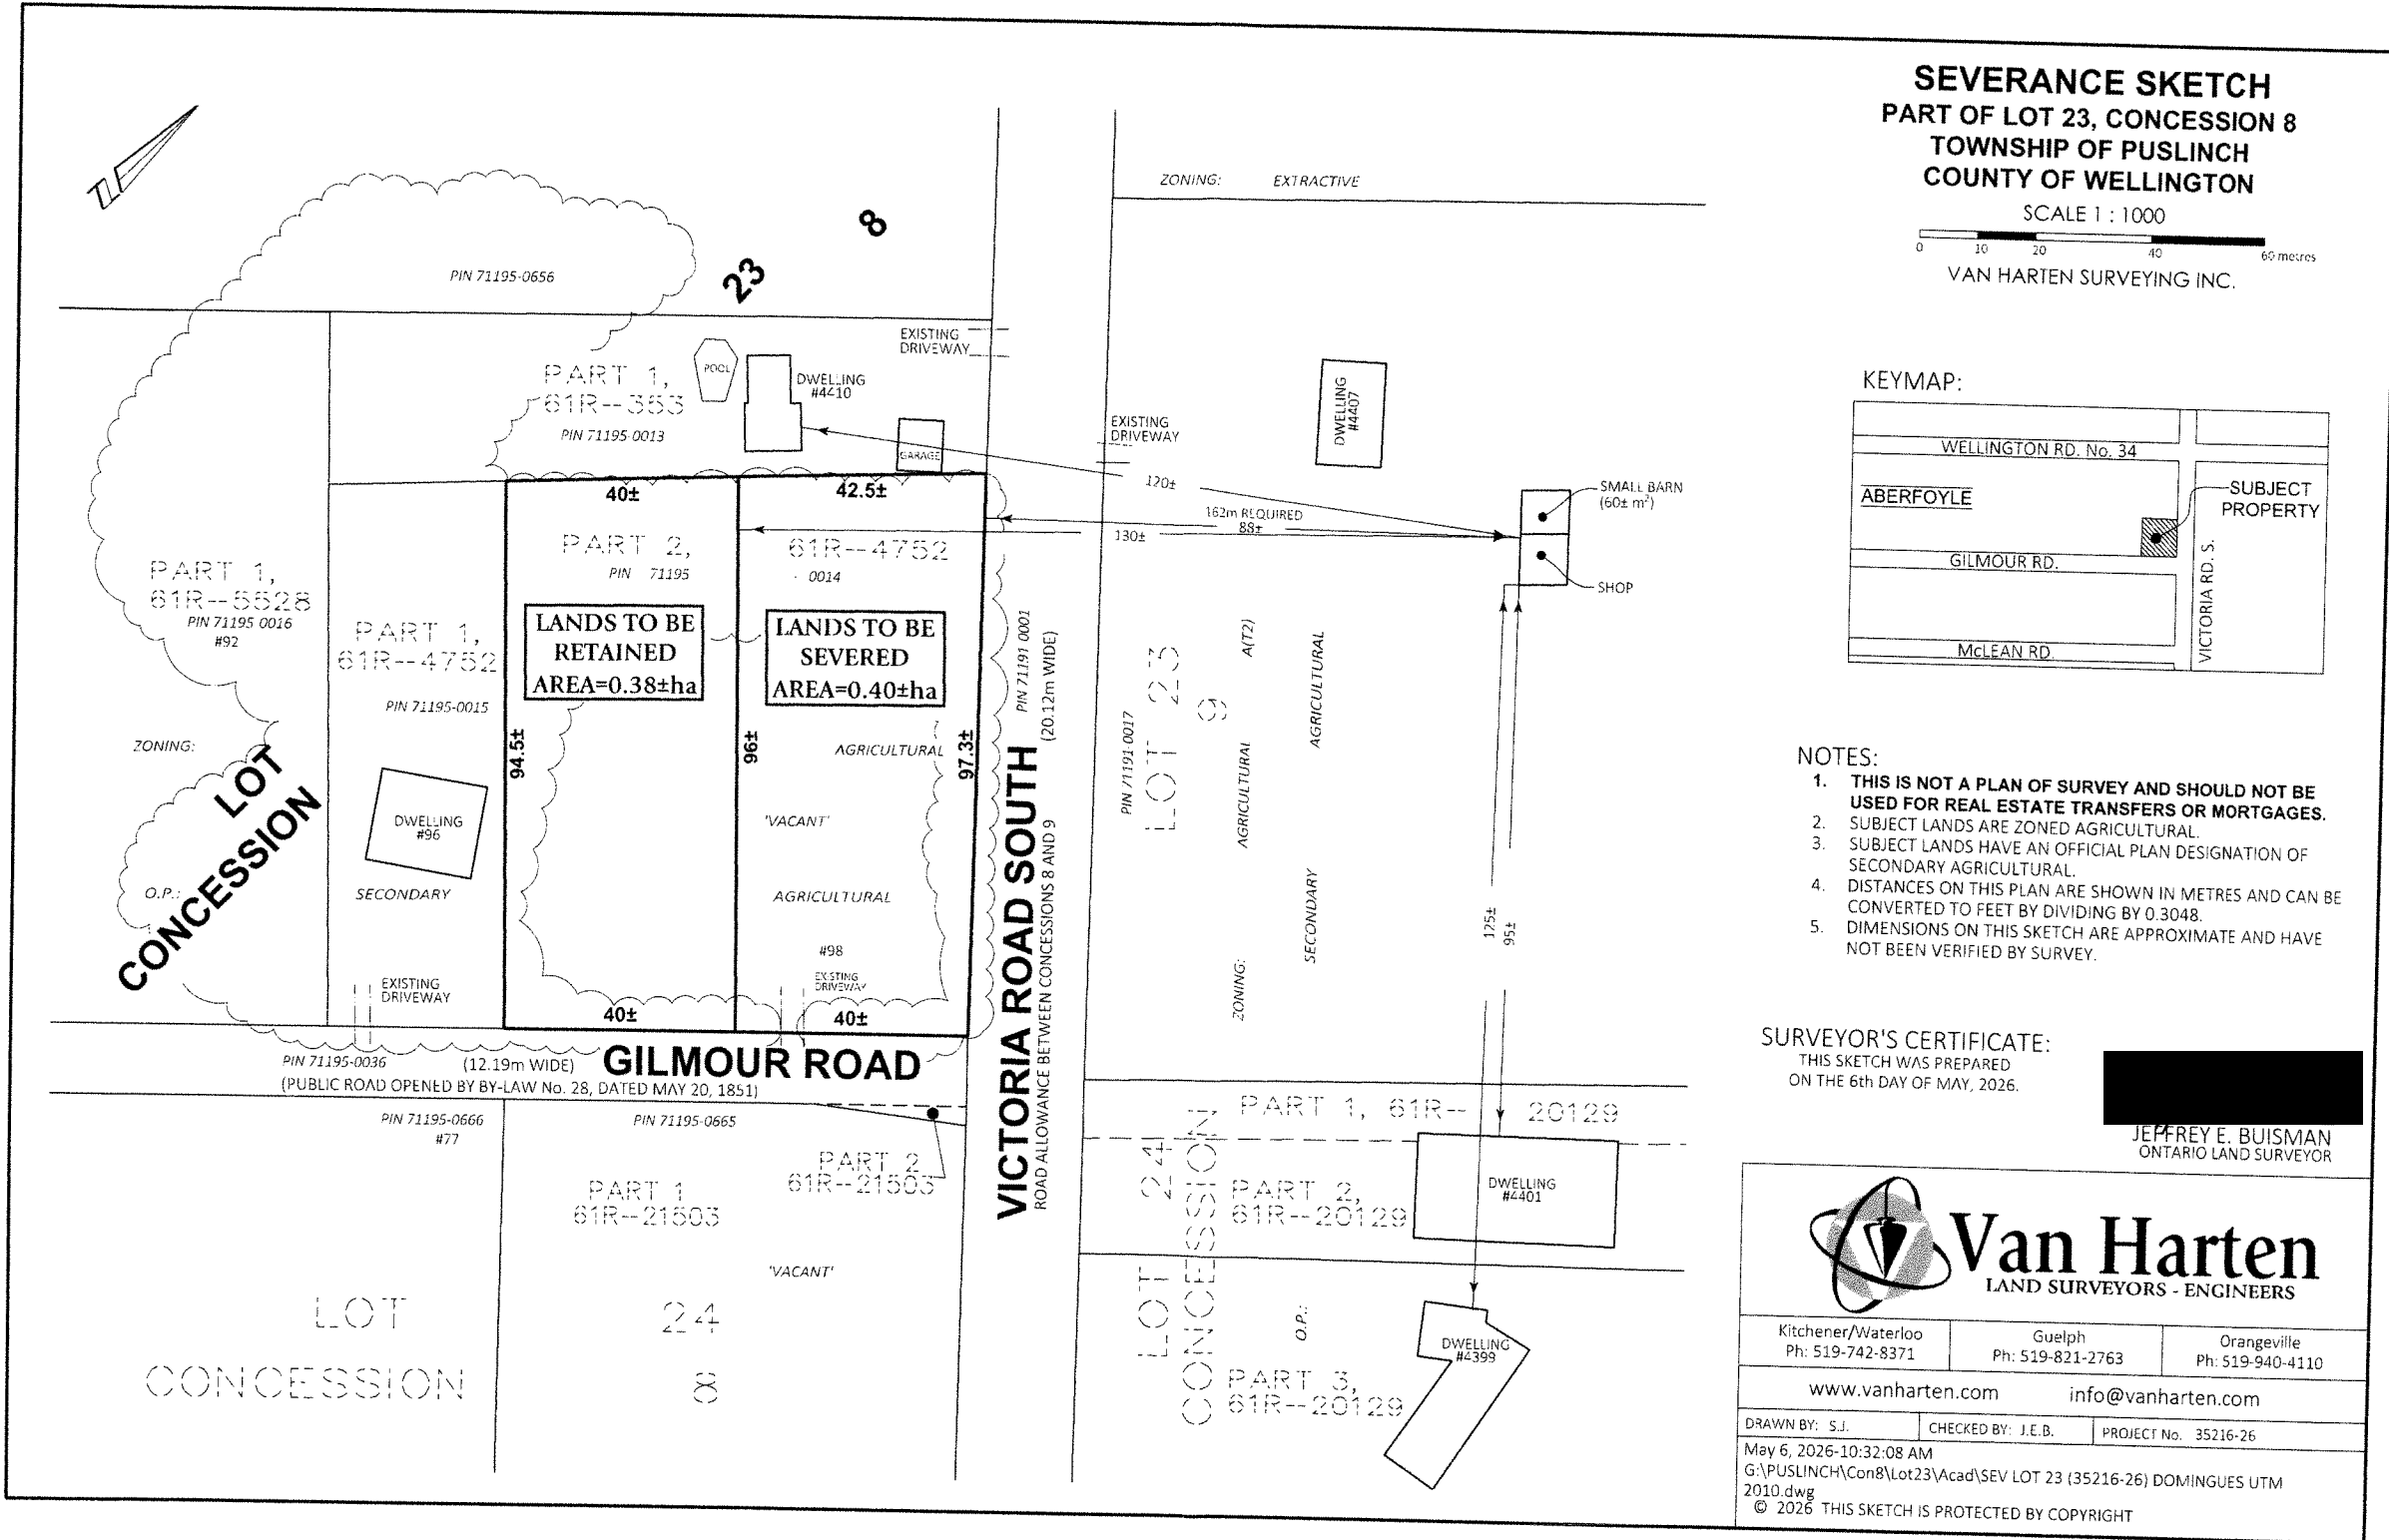 SEVERANCE SKETCH
PART OF LOT 23, CONCESSION 8
TOWNSHIP OF PUSLINCH
COUNTY OF WELLINGTON
SCALE 1 : 1000
0 10 20 40 60 metres
VAN HARTEN SURVEYING INC.
ZONING: EXTRACTIVE
8
23
PIN 71195-0656
EXISTING
DRIVEWAY
PART 1,
61R--353
PIN 71195-0013
POOL
DWELLING
#4410
GARAGE
DWELLING
#4407
EXISTING
DRIVEWAY
120±
162m REQUIRED
88±
130±
SMALL BARN
(60± m²)
SHOP
40±
42.5±
PART 2,
61R--4752
PIN 71195
- 0014
LANDS TO BE
RETAINED
AREA=0.38±ha
LANDS TO BE
SEVERED
AREA=0.40±ha
PART 1,
61R--5528
PIN 71195 0016
#92
PART 1,
61R--4752
PIN 71195-0015
94.5±
96±
97.3±
AGRICULTURAL
'VACANT'
AGRICULTURAL
#98
EXISTING
DRIVEWAY
ZONING:
LOT
CONCESSION
O.P.:
DWELLING
#96
SECONDARY
EXISTING
DRIVEWAY
40±
40±
PIN 71195-0036
(12.19m WIDE)
GILMOUR ROAD
(PUBLIC ROAD OPENED BY BY-LAW No. 28, DATED MAY 20, 1851)
PIN 71191 0001
(20.12m WIDE)
VICTORIA ROAD SOUTH
ROAD ALLOWANCE BETWEEN CONCESSIONS 8 AND 9
PIN 71191-0017
LOT 23
9
A(T2)
AGRICULTURAL
ZONING:
AGRICULTURAL
SECONDARY
O.P.:
125±
95±
PIN 71195-0666
#77
PIN 71195-0665
PART 2
61R--21503
PART 1
61R--21503
'VACANT'
LOT 24
CONCESSION 8
LOT 24
CONCESSION
PART 1, 61R-- 20129
PART 2,
61R--20129
DWELLING
#4401
DWELLING
#4399
PART 3,
61R--20129
KEYMAP:
WELLINGTON RD. No. 34
ABERFOYLE
SUBJECT
PROPERTY
GILMOUR RD.
VICTORIA RD. S.
McLEAN RD.
NOTES:
1. THIS IS NOT A PLAN OF SURVEY AND SHOULD NOT BE
USED FOR REAL ESTATE TRANSFERS OR MORTGAGES.
2. SUBJECT LANDS ARE ZONED AGRICULTURAL.
3. SUBJECT LANDS HAVE AN OFFICIAL PLAN DESIGNATION OF
SECONDARY AGRICULTURAL.
4. DISTANCES ON THIS PLAN ARE SHOWN IN METRES AND CAN BE
CONVERTED TO FEET BY DIVIDING BY 0.3048.
5. DIMENSIONS ON THIS SKETCH ARE APPROXIMATE AND HAVE
NOT BEEN VERIFIED BY SURVEY.
SURVEYOR'S CERTIFICATE:
THIS SKETCH WAS PREPARED
ON THE 6th DAY OF MAY, 2026.
JEFFREY E. BUISMAN
ONTARIO LAND SURVEYOR
Van Harten
LAND SURVEYORS - ENGINEERS
Kitchener/Waterloo
Ph: 519-742-8371
Guelph
Ph: 519-821-2763
Orangeville
Ph: 519-940-4110
www.vanharten.com info@vanharten.com
DRAWN BY: S.J. CHECKED BY: J.E.B. PROJECT No. 35216-26
May 6, 2026-10:32:08 AM
G:\PUSLINCH\Con8\Lot23\Acad\SEV LOT 23 (35216-26) DOMINGUES UTM
2010.dwg
© 2026 THIS SKETCH IS PROTECTED BY COPYRIGHT